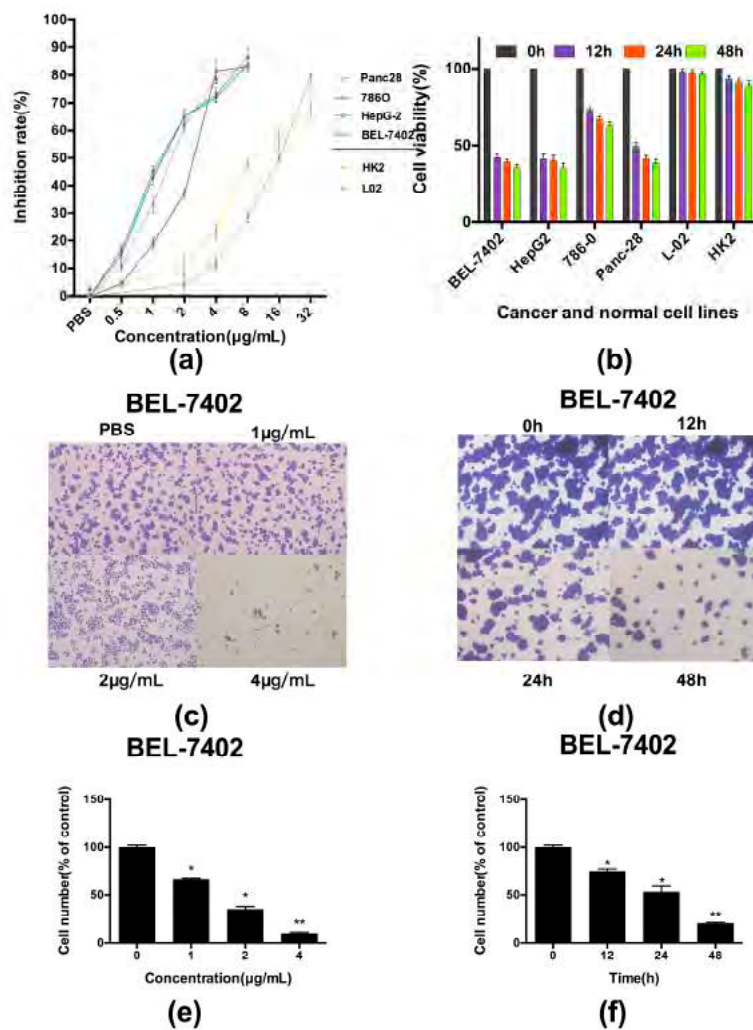 100
90
80
70
60
50
40
30
20
10
0
Inhibition rate(%)
PBS
0.5
1
2
4
8
16
32
Concentration(µg/mL)
Panc28
786O
HepG-2
BEL-7402
HK2
L02
(a)
0h
12h
24h
48h
100
50
0
Cell viability(%)
BEL-7402
HepG2
786-0
Panc-28
L-02
HK2
Cancer and normal cell lines
(b)
BEL-7402
PBS
1µg/mL
2µg/mL
4µg/mL
(c)
BEL-7402
0h
12h
24h
48h
(d)
BEL-7402
150
100
50
0
Cell number(% of control)
*
*
**
0
1
2
4
Concentration(µg/mL)
(e)
BEL-7402
150
100
50
0
Cell number(% of control)
*
*
**
0
12
24
48
Time(h)
(f)